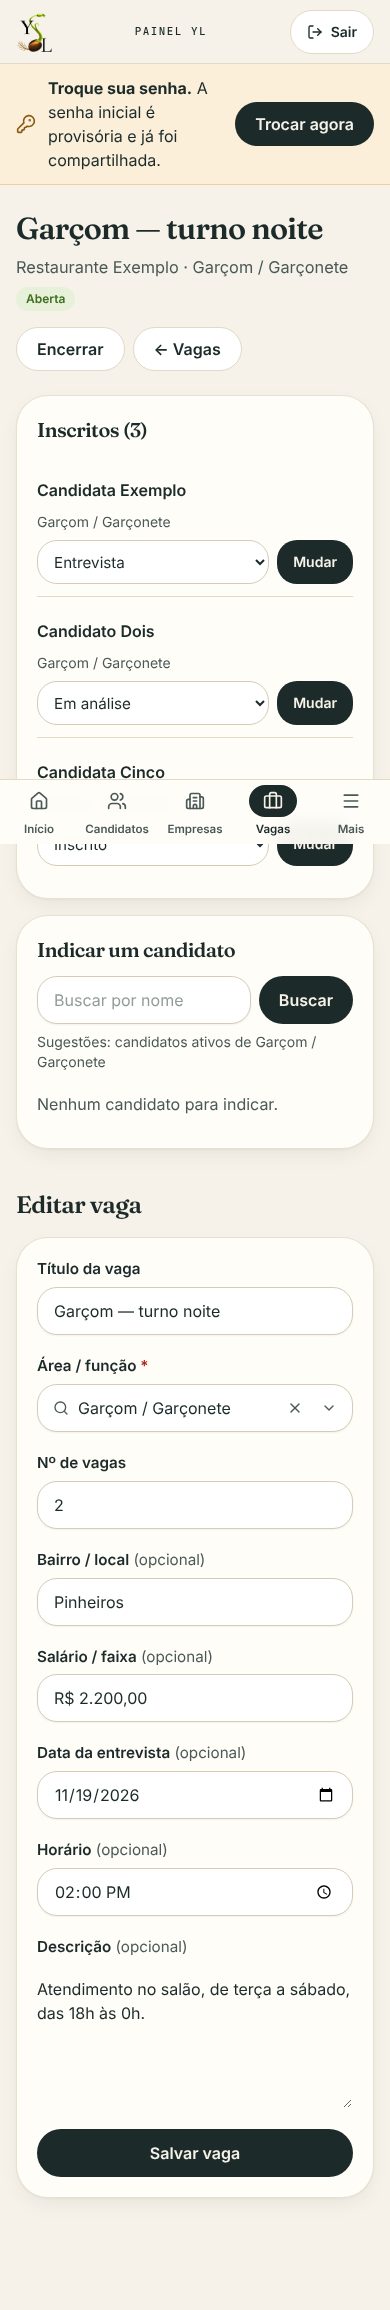 YSL
PAINEL YL
Sair
Troque sua senha. A
senha inicial é
provisória e já foi
compartilhada.
Trocar agora
Garçom — turno noite
Restaurante Exemplo · Garçom / Garçonete
Aberta
Encerrar
← Vagas
Inscritos (3)
Candidata Exemplo
Garçom / Garçonete
Entrevista
Mudar
Candidato Dois
Garçom / Garçonete
Em análise
Mudar
Candidata Cinco
Início
Candidatos
Empresas
Vagas
Mais
Inscrito
Mudar
Indicar um candidato
Buscar por nome
Buscar
Sugestões: candidatos ativos de Garçom /
Garçonete
Nenhum candidato para indicar.
Editar vaga
Título da vaga
Garçom — turno noite
Área / função *
Garçom / Garçonete
Nº de vagas
2
Bairro / local (opcional)
Pinheiros
Salário / faixa (opcional)
R$ 2.200,00
Data da entrevista (opcional)
11/19/2026
Horário (opcional)
02:00 PM
Descrição (opcional)
Atendimento no salão, de terça a sábado,
das 18h às 0h.
Salvar vaga